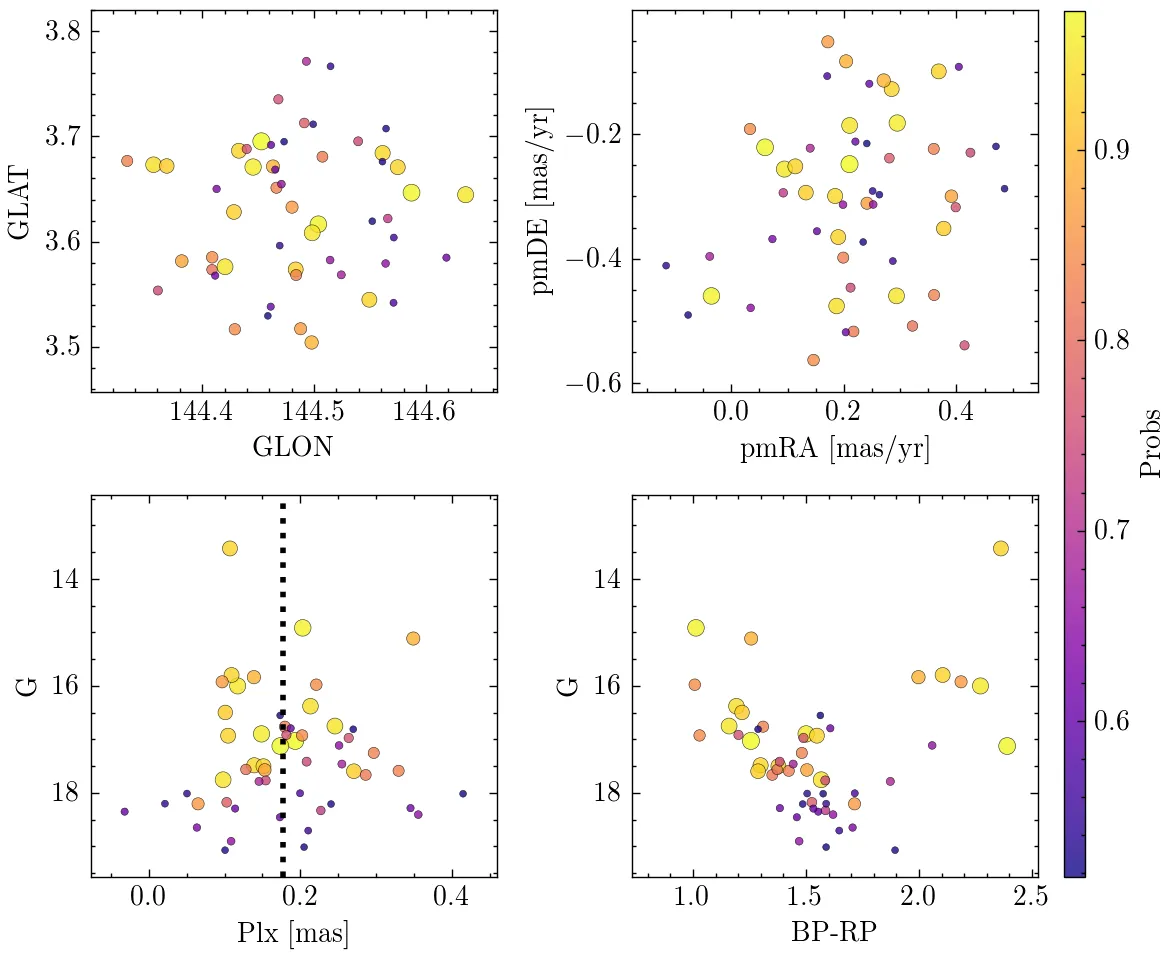 3.8
3.7
3.6
3.5
GLAT
144.4 144.5 144.6
GLON
−0.2
−0.4
−0.6
pmDE [mas/yr]
0.0 0.2 0.4
pmRA [mas/yr]
14
16
18
G
0.0 0.2 0.4
Plx [mas]
14
16
18
G
1.0 1.5 2.0 2.5
BP-RP
0.9
0.8
0.7
0.6
Probs